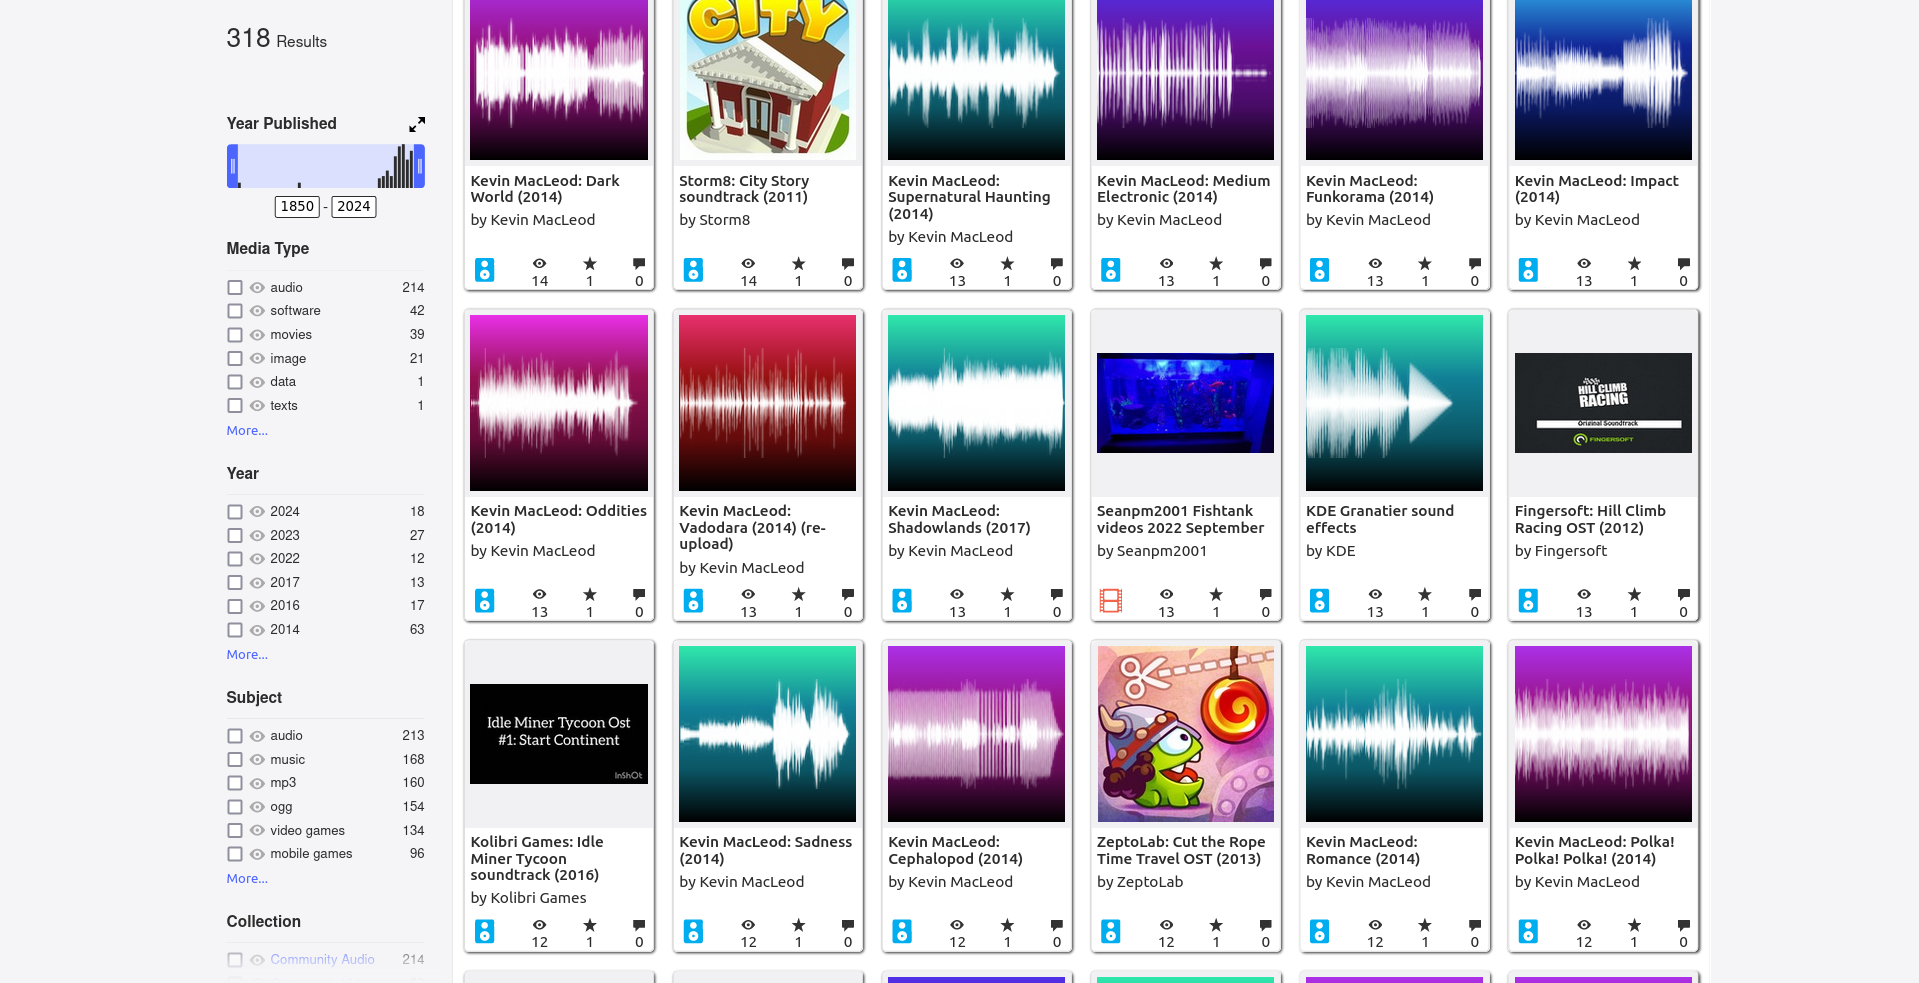 318 Results
Year Published
1850 - 2024
Media Type
audio 214
software 42
movies 39
image 21
data 1
texts 1
More...
Year
2024 18
2023 27
2022 12
2017 13
2016 17
2014 63
More...
Subject
audio 213
music 168
mp3 160
ogg 154
video games 134
mobile games 96
More...
Collection
Community Audio 214
Kevin MacLeod: Dark
World (2014)
by Kevin MacLeod
14 1 0
CITY
Storm8: City Story
soundtrack (2011)
by Storm8
14 1 0
Kevin MacLeod:
Supernatural Haunting
(2014)
by Kevin MacLeod
13 1 0
Kevin MacLeod: Medium
Electronic (2014)
by Kevin MacLeod
13 1 0
Kevin MacLeod:
Funkorama (2014)
by Kevin MacLeod
13 1 0
Kevin MacLeod: Impact
(2014)
by Kevin MacLeod
13 1 0
Kevin MacLeod: Oddities
(2014)
by Kevin MacLeod
13 1 0
Kevin MacLeod:
Vadodara (2014) (re-
upload)
by Kevin MacLeod
13 1 0
Kevin MacLeod:
Shadowlands (2017)
by Kevin MacLeod
13 1 0
Seanpm2001 Fishtank
videos 2022 September
by Seanpm2001
13 1 0
KDE Granatier sound
effects
by KDE
13 1 0
HILL CLIMB
RACING
Original Soundtrack
FINGERSOFT
Fingersoft: Hill Climb
Racing OST (2012)
by Fingersoft
13 1 0
Idle Miner Tycoon Ost
#1: Start Continent
InShOt
Kolibri Games: Idle
Miner Tycoon
soundtrack (2016)
by Kolibri Games
12 1 0
Kevin MacLeod: Sadness
(2014)
by Kevin MacLeod
12 1 0
Kevin MacLeod:
Cephalopod (2014)
by Kevin MacLeod
12 1 0
ZeptoLab: Cut the Rope
Time Travel OST (2013)
by ZeptoLab
12 1 0
Kevin MacLeod:
Romance (2014)
by Kevin MacLeod
12 1 0
Kevin MacLeod: Polka!
Polka! Polka! (2014)
by Kevin MacLeod
12 1 0